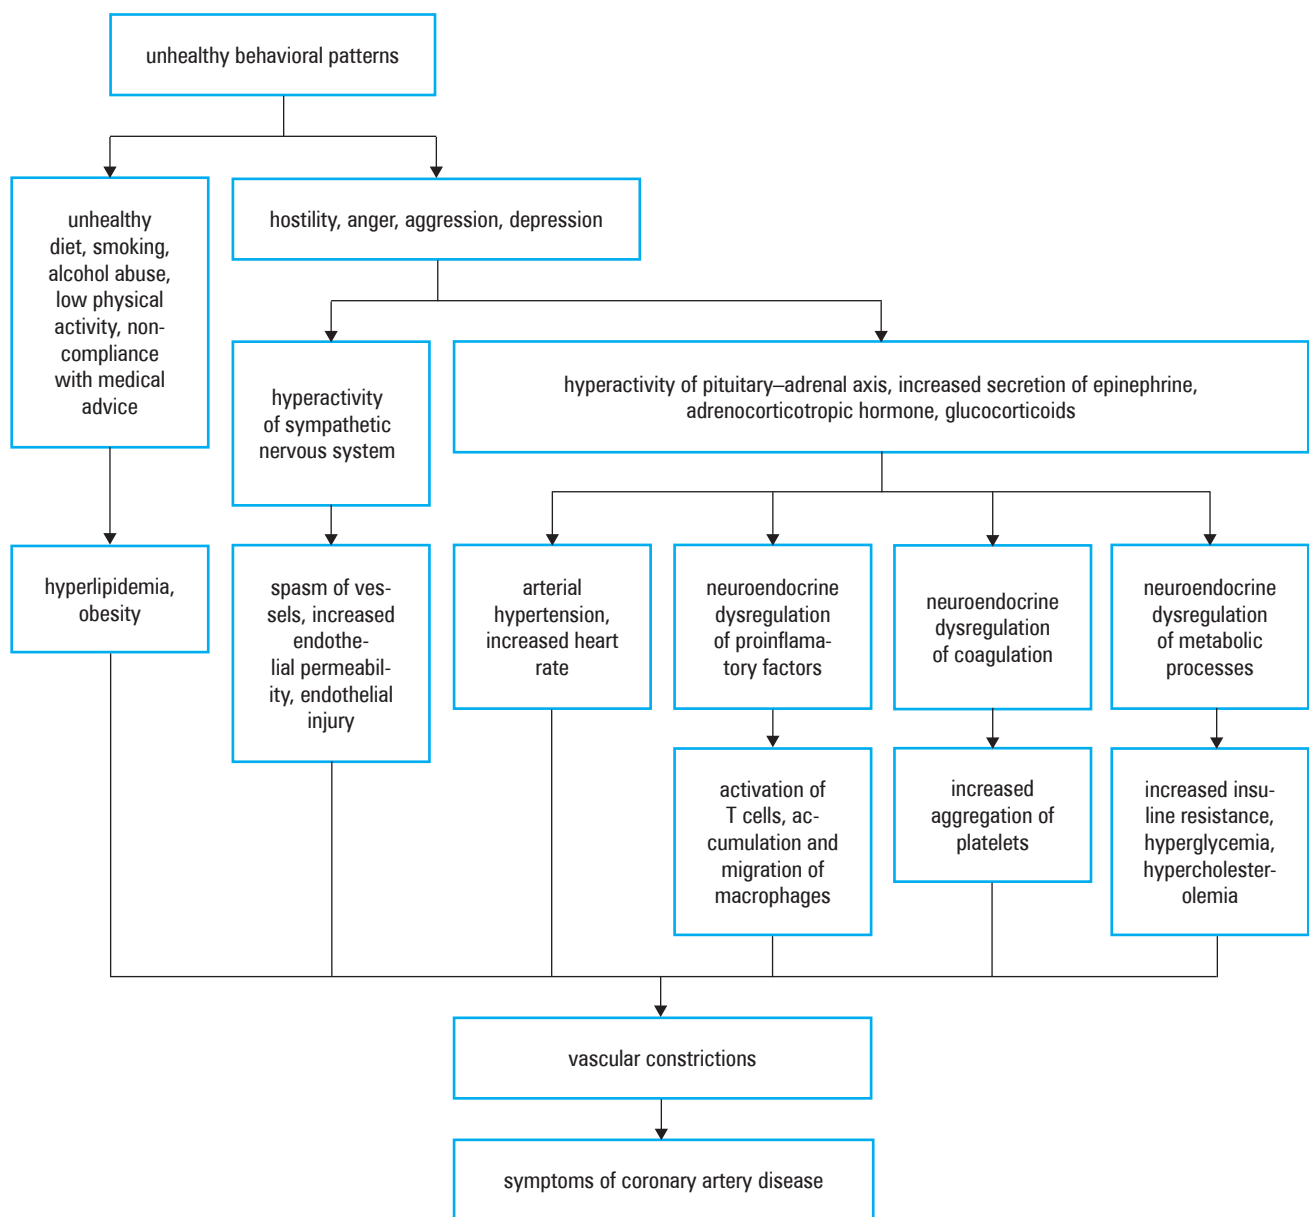 unhealthy behavioral patterns
unhealthy
diet, smoking,
alcohol abuse,
low physical
activity, non-
compliance
with medical
advice
hostility, anger, aggression, depression
hyperactivity
of sympathetic
nervous system
hyperactivity of pituitary–adrenal axis, increased secretion of epinephrine,
adrenocorticotropic hormone, glucocorticoids
hyperlipidemia,
obesity
spasm of ves-
sels, increased
endothe-
lial permeabil-
ity, endothelial
injury
arterial
hypertension,
increased heart
rate
neuroendocrine
dysregulation
of proinflama-
tory factors
neuroendocrine
dysregulation
of coagulation
neuroendocrine
dysregulation
of metabolic
processes
activation of
T cells, ac-
cumulation and
migration of
macrophages
increased
aggregation of
platelets
increased insu-
line resistance,
hyperglycemia,
hypercholester-
olemia
vascular constrictions
symptoms of coronary artery disease